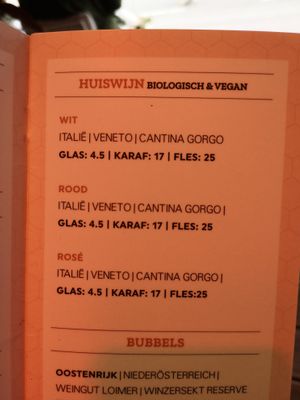 HUISWIJN BIOLOGISCH & VEGAN
WIT
ITALIË | VENETO | CANTINA GORGO
GLAS: 4.5 | KARAF: 17 | FLES: 25
ROOD
ITALIË, | VENETO | CANTINA GORGO |
GLAS: 4.5 | KARAF: 17 | FLES: 25
ROSÉ
ITALIË | VENETO | CANTINA GORGO |
GLAS: 4.5 | KARAF: 17 | FLES:25
BUBBELS
OOSTENRIJK | NIEDERÖSTERREICH |
WEINGUT LOIMER | WINZERSEKT RESERVE